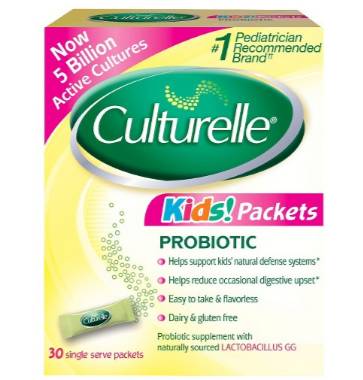 Now
5 Billion
Active Cultures
#1 Pediatrician
Recommended
Brand††
Culturelle®
Kids! Packets
PROBIOTIC
Helps support kids' natural defense systems*
Helps reduce occasional digestive upset*
Easy to take & flavorless
Dairy & gluten free
Probiotic supplement with
naturally sourced LACTOBACILLUS GG
Culturelle
30 single serve packets